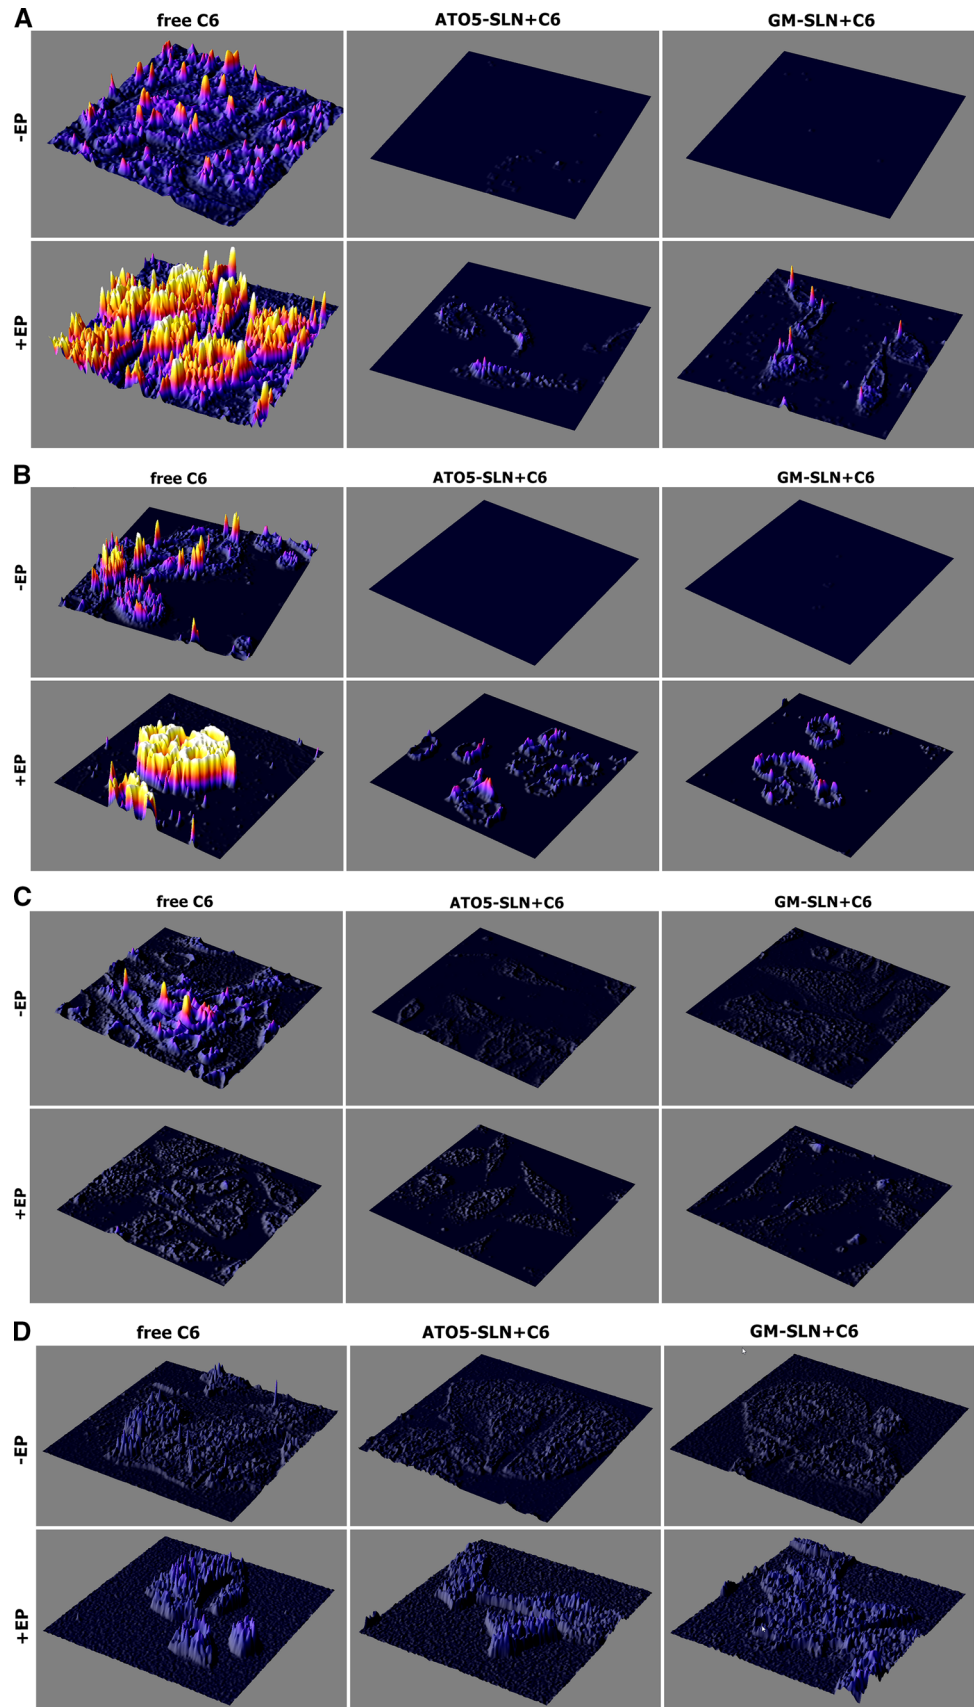 A
free C6 ATO5-SLN+C6 GM-SLN+C6
-EP
+EP
B
free C6 ATO5-SLN+C6 GM-SLN+C6
-EP
+EP
C
free C6 ATO5-SLN+C6 GM-SLN+C6
-EP
+EP
D
free C6 ATO5-SLN+C6 GM-SLN+C6
-EP
+EP